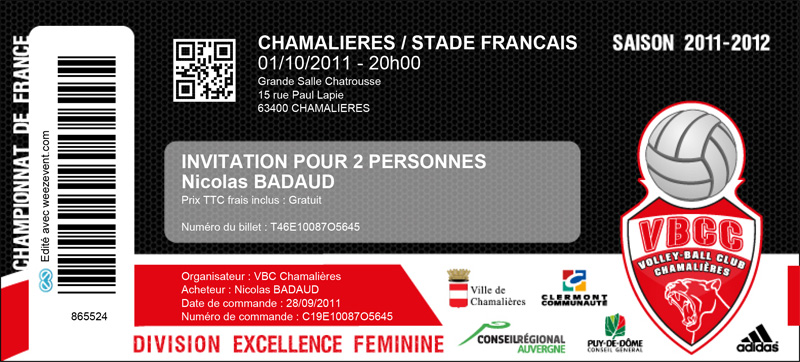 CHAMPIONNAT DE FRANCE
Edité avec weezevent.com
865524
CHAMALIERES / STADE FRANCAIS
01/10/2011 - 20h00
Grande Salle Chatrousse
15 rue Paul Lapie
63400 CHAMALIERES
SAISON 2011-2012
INVITATION POUR 2 PERSONNES
Nicolas BADAUD
Prix TTC frais inclus : Gratuit
Numéro du billet : T46E10087O5645
VBCC
VOLLEY-BALL CLUB
CHAMALIÈRES
Organisateur : VBC Chamalières
Acheteur : Nicolas BADAUD
Date de commande : 28/09/2011
Numéro de commande : C19E10087O5645
Ville de
Chamalières
CLERMONT
COMMUNAUTÉ
CONSEILRÉGIONAL
AUVERGNE
PUY-DE-DÔME
CONSEIL GÉNÉRAL
adidas
DIVISION EXCELLENCE FEMININE